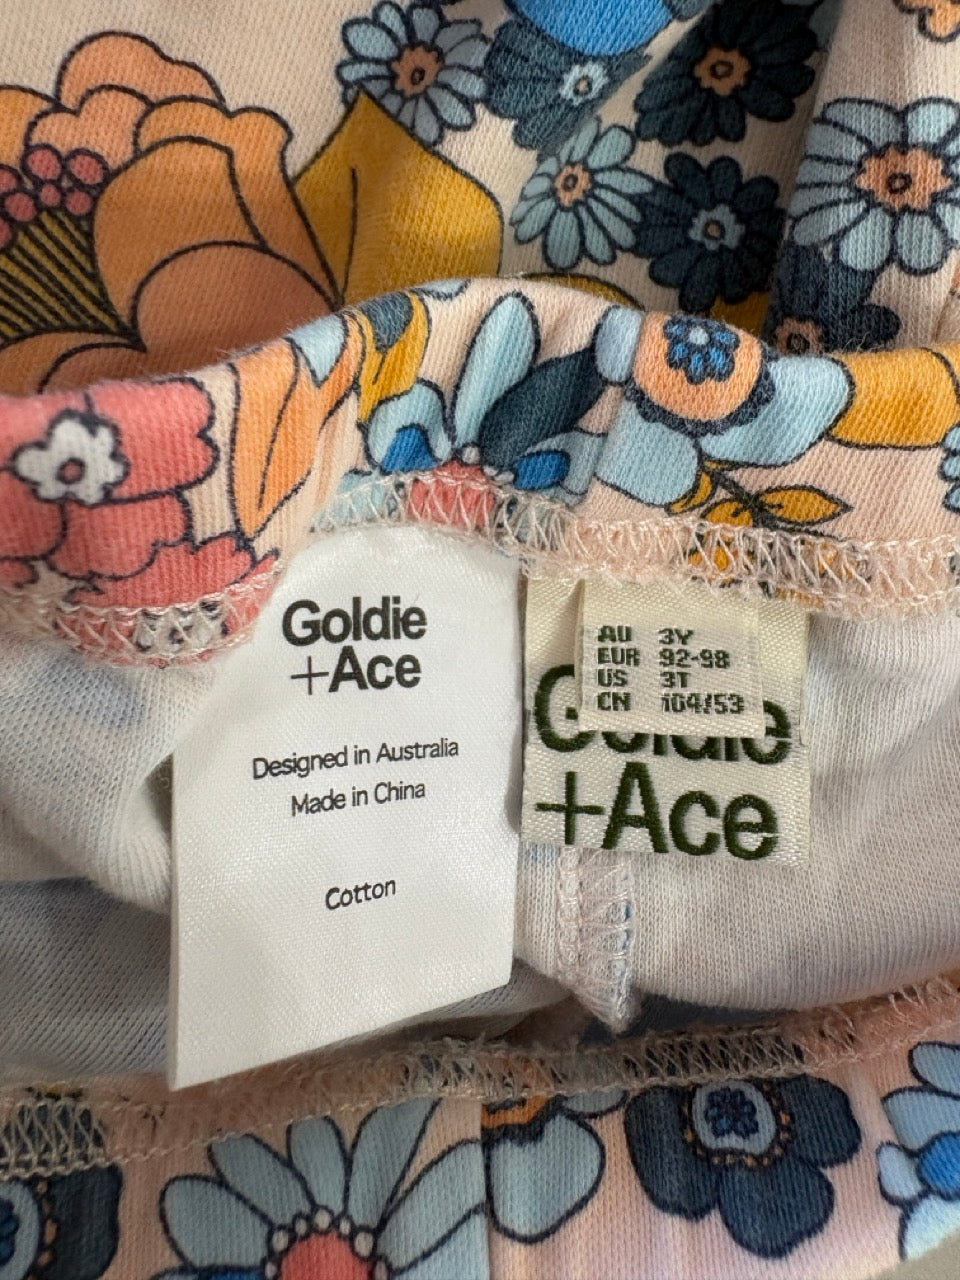 Goldie
+Ace
Designed in Australia
Made in China
Cotton
AU 3Y
EUR 92-98
US 3T
CN 104/53
Goldie
+Ace